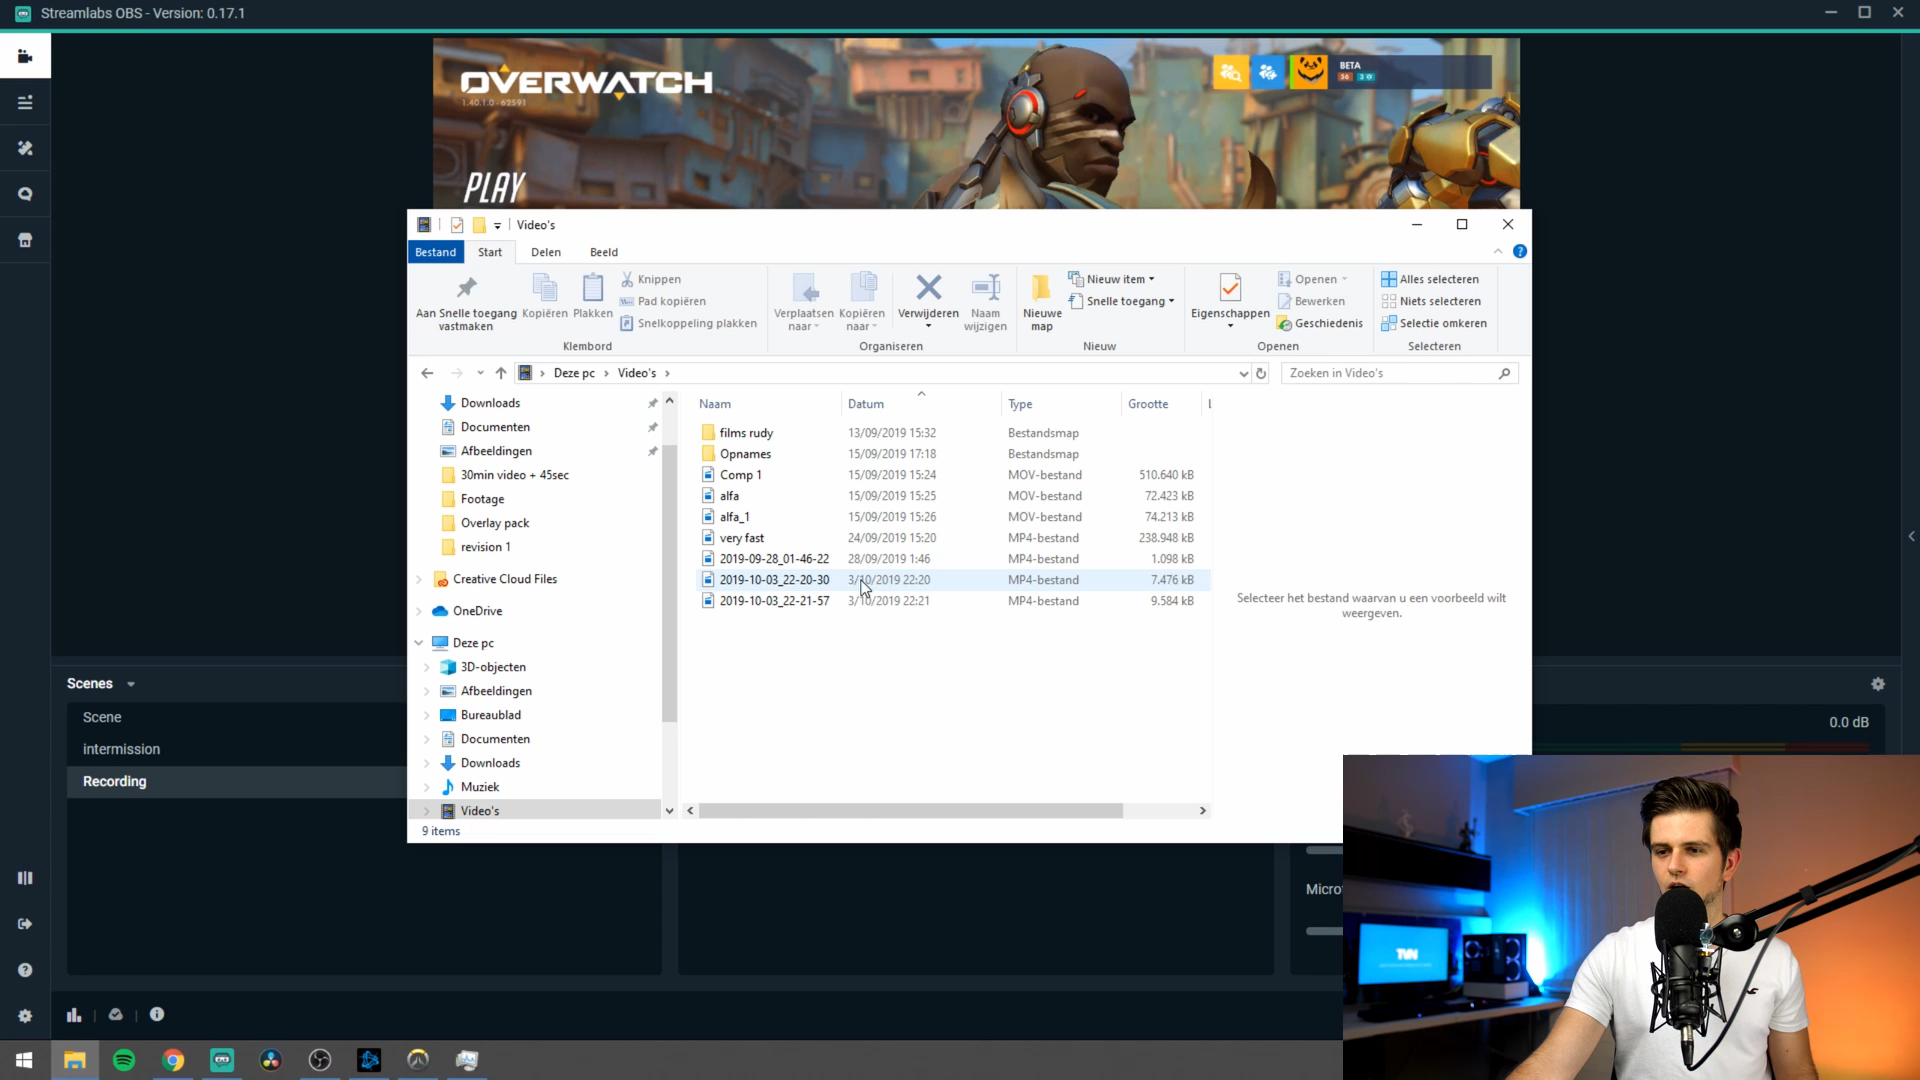 Streamlabs OBS - Version: 0.17.1
OVERWATCH
1.40.1.0 - 62591
BETA
36
3
PLAY
Video's
Bestand
Start
Delen
Beeld
Aan Snelle toegang
vastmaken
Kopiëren
Plakken
Knippen
Pad kopiëren
Snelkoppeling plakken
Klembord
Verplaatsen
naar
Kopiëren
naar
Verwijderen
Naam
wijzigen
Organiseren
Nieuwe
map
Nieuw item
Snelle toegang
Nieuw
Eigenschappen
Openen
Bewerken
Geschiedenis
Openen
Alles selecteren
Niets selecteren
Selectie omkeren
Selecteren
Deze pc
Video's
Zoeken in Video's
Downloads
Documenten
Afbeeldingen
30min video + 45sec
Footage
Overlay pack
revision 1
Creative Cloud Files
OneDrive
Deze pc
3D-objecten
Afbeeldingen
Bureaublad
Documenten
Downloads
Muziek
Video's
9 items
Naam Datum Type Grootte L
films rudy 13/09/2019 15:32 Bestandsmap
Opnames 15/09/2019 17:18 Bestandsmap
Comp 1 15/09/2019 15:24 MOV-bestand 510.640 kB
alfa 15/09/2019 15:25 MOV-bestand 72.423 kB
alfa_1 15/09/2019 15:26 MOV-bestand 74.213 kB
very fast 24/09/2019 15:20 MP4-bestand 238.948 kB
2019-09-28_01-46-22 28/09/2019 1:46 MP4-bestand 1.098 kB
2019-10-03_22-20-30 3/10/2019 22:20 MP4-bestand 7.476 kB
2019-10-03_22-21-57 3/10/2019 22:21 MP4-bestand 9.584 kB
Selecteer het bestand waarvan u een voorbeeld wilt
weergeven.
Scenes
Scene
intermission
Recording
0.0 dB
Micro
TVN